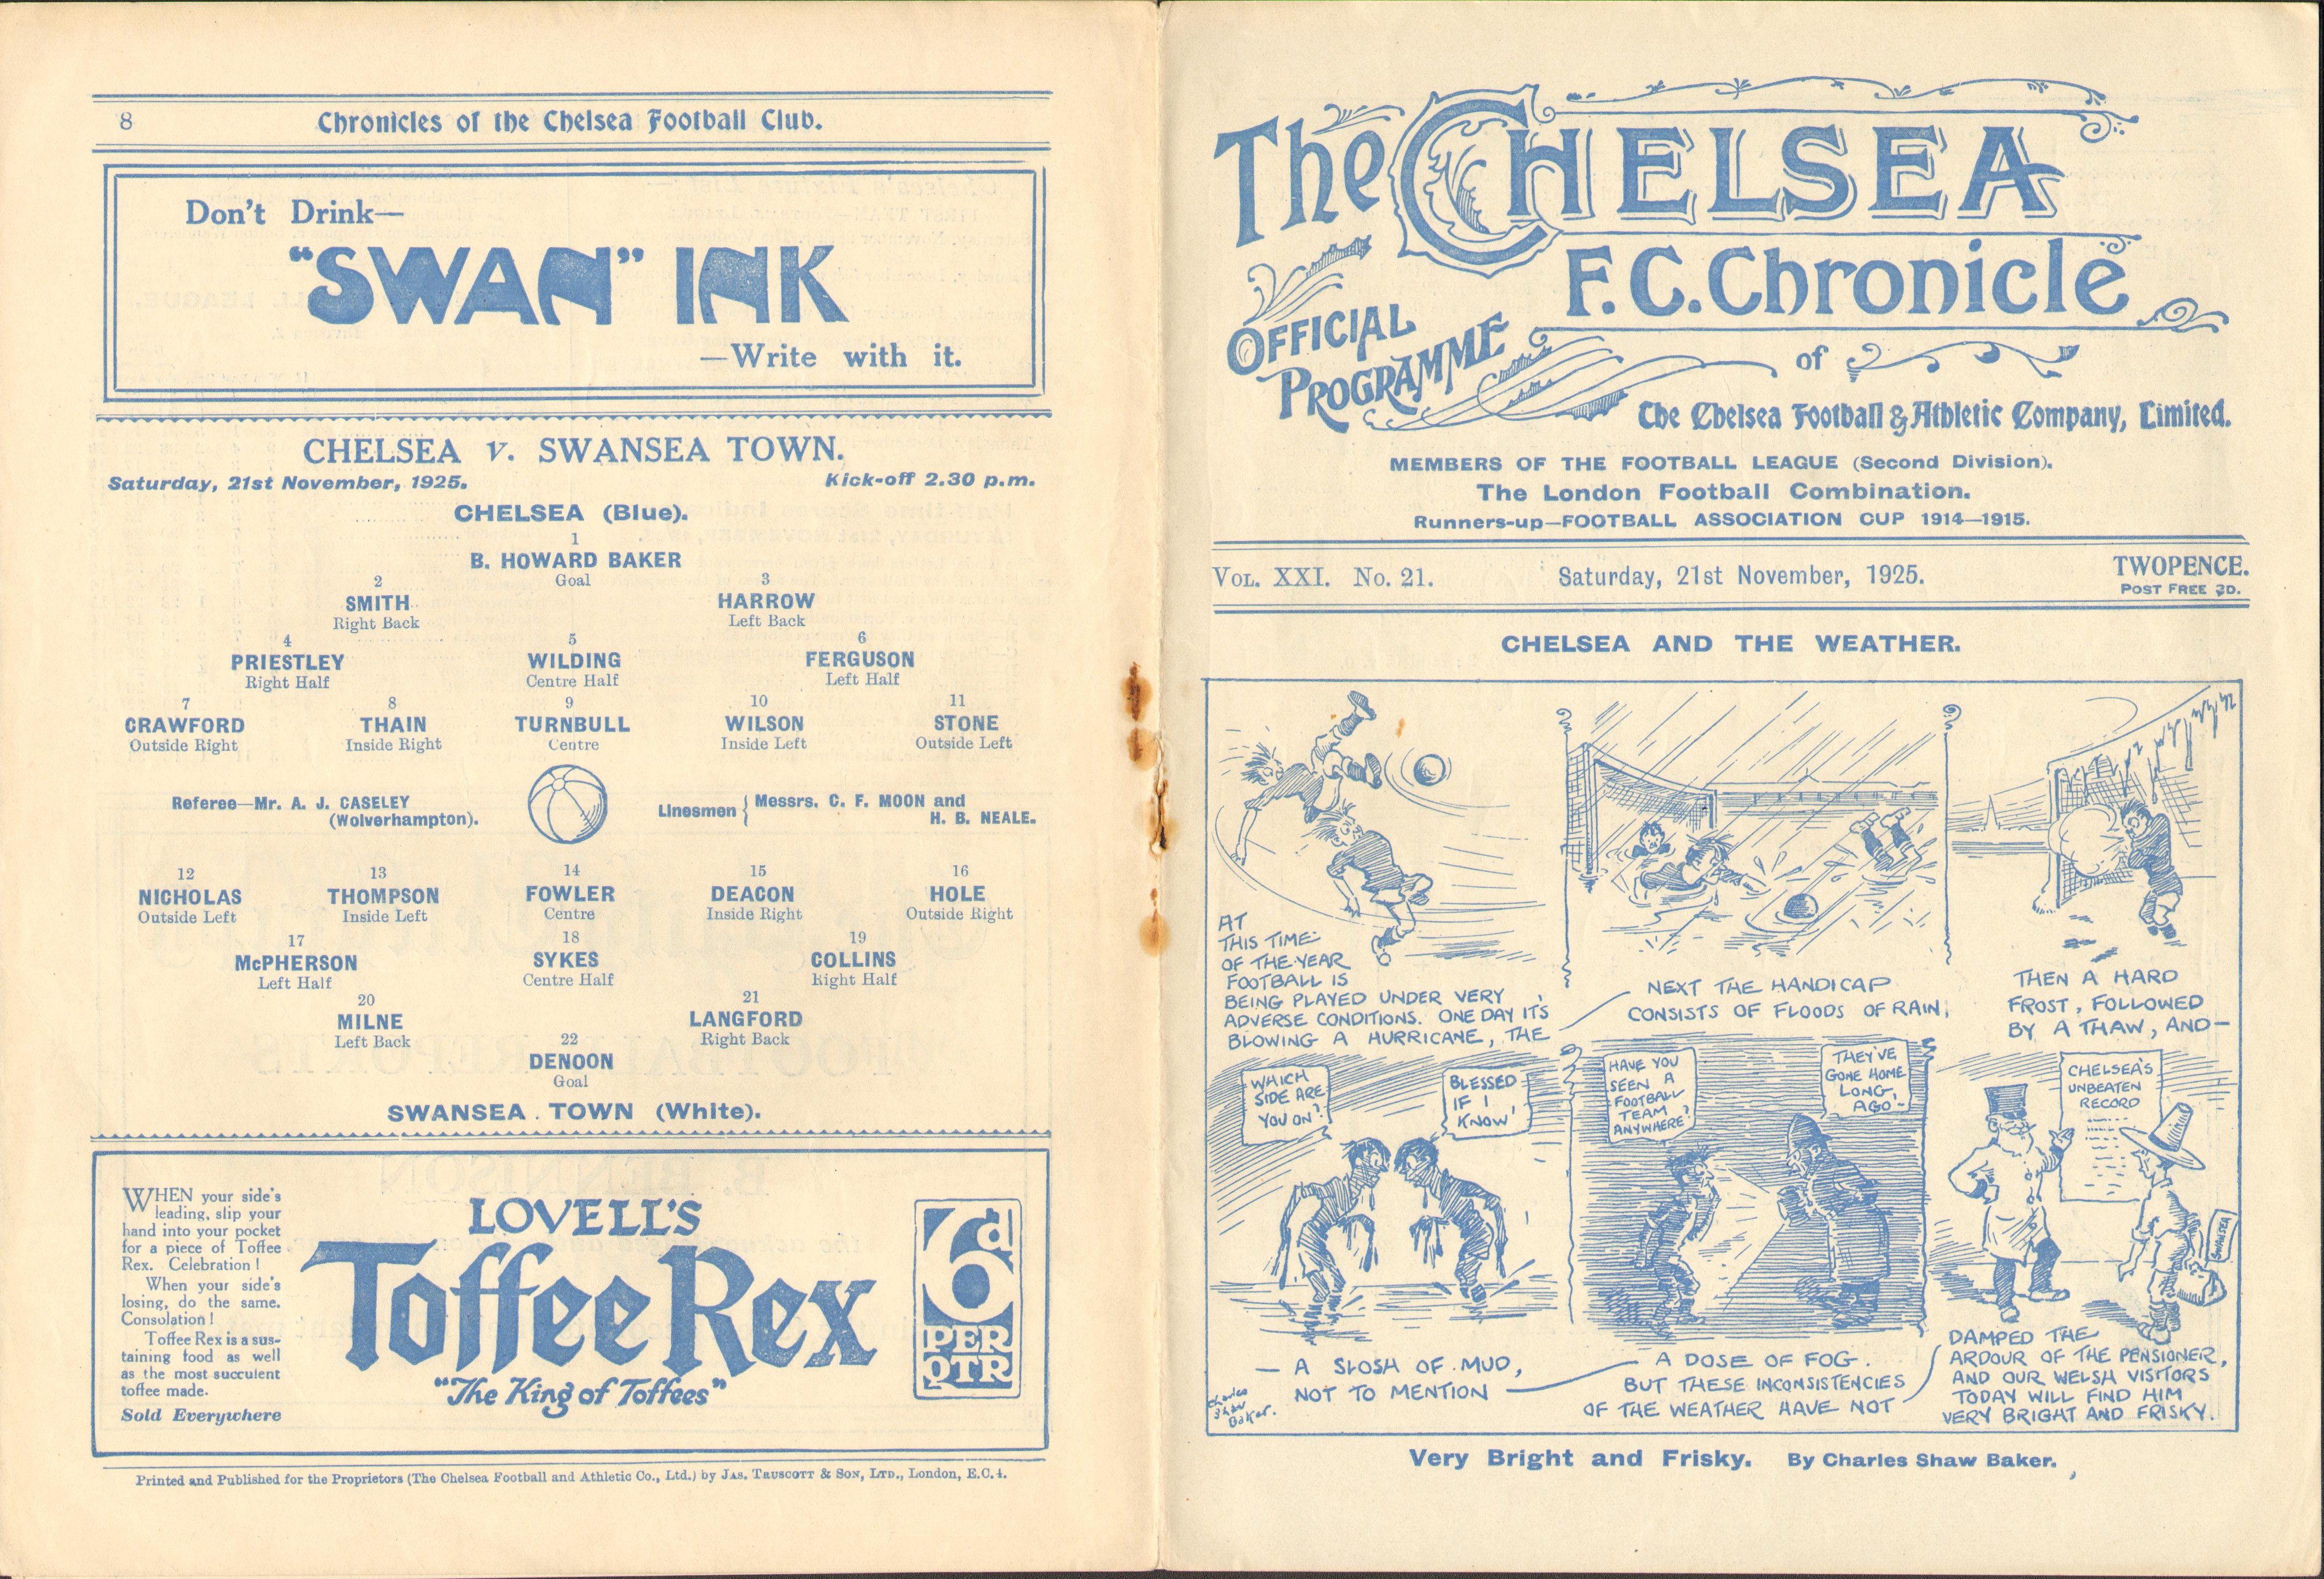 8
Chronicles of the Chelsea Football Club.
Don't Drink—
"SWAN" INK
—Write with it.
CHELSEA v. SWANSEA TOWN.
Saturday, 21st November, 1925. Kick-off 2.30 p.m.
CHELSEA (Blue).
1
B. HOWARD BAKER
Goal
2 3
SMITH HARROW
Right Back Left Back
4 5 6
PRIESTLEY WILDING FERGUSON
Right Half Centre Half Left Half
7 8 9 10 11
CRAWFORD THAIN TURNBULL WILSON STONE
Outside Right Inside Right Centre Inside Left Outside Left
Referee—Mr. A. J. CASELEY
(Wolverhampton).
Linesmen { Messrs. C. F. MOON and
H. B. NEALE.
12 13 14 15 16
NICHOLAS THOMPSON FOWLER DEACON HOLE
Outside Left Inside Left Centre Inside Right Outside Right
17 18 19
McPHERSON SYKES COLLINS
Left Half Centre Half Right Half
20 21
MILNE LANGFORD
Left Back Right Back
22
DENOON
Goal
SWANSEA TOWN (White).
WHEN your side's
leading, slip your
hand into your pocket
for a piece of Toffee
Rex. Celebration!
When your side's
losing, do the same.
Consolation!
Toffee Rex is a sus-
taining food as well
as the most succulent
toffee made.
Sold Everywhere
LOVELL'S
Toffee Rex
"The King of Toffees"
6d
PER
QTR
Printed and Published for the Proprietors (The Chelsea Football and Athletic Co., Ltd.) by JAS. TRUSCOTT & SON, LTD., London, E.C.4.
The CHELSEA
F.C. Chronicle
OFFICIAL
PROGRAMME
of
The Chelsea Football & Athletic Company, Limited.
MEMBERS OF THE FOOTBALL LEAGUE (Second Division).
The London Football Combination.
Runners-up—FOOTBALL ASSOCIATION CUP 1914—1915.
VOL. XXI. No. 21. Saturday, 21st November, 1925. TWOPENCE.
POST FREE 3D.
CHELSEA AND THE WEATHER.
AT
THIS TIME
OF THE YEAR
FOOTBALL IS
BEING PLAYED UNDER VERY
ADVERSE CONDITIONS. ONE DAY IT'S
BLOWING A HURRICANE, THE
NEXT THE HANDICAP
CONSISTS OF FLOODS OF RAIN,
THEN A HARD
FROST, FOLLOWED
BY A THAW, AND—
WHICH
SIDE ARE
YOU ON?
BLESSED
IF I
KNOW!
— A SLOSH OF MUD,
NOT TO MENTION
Charles
Shaw
Baker.
HAVE YOU
SEEN A
FOOTBALL
TEAM
ANYWHERE?
THEY'VE
GONE HOME
LONG
AGO!
A DOSE OF FOG.
BUT THESE INCONSISTENCIES
OF THE WEATHER HAVE NOT
CHELSEA'S
UNBEATEN
RECORD
SWANSEA
DAMPED THE
ARDOUR OF THE PENSIONER,
AND OUR WELSH VISITORS
TODAY WILL FIND HIM
VERY BRIGHT AND FRISKY.
Very Bright and Frisky. By Charles Shaw Baker.